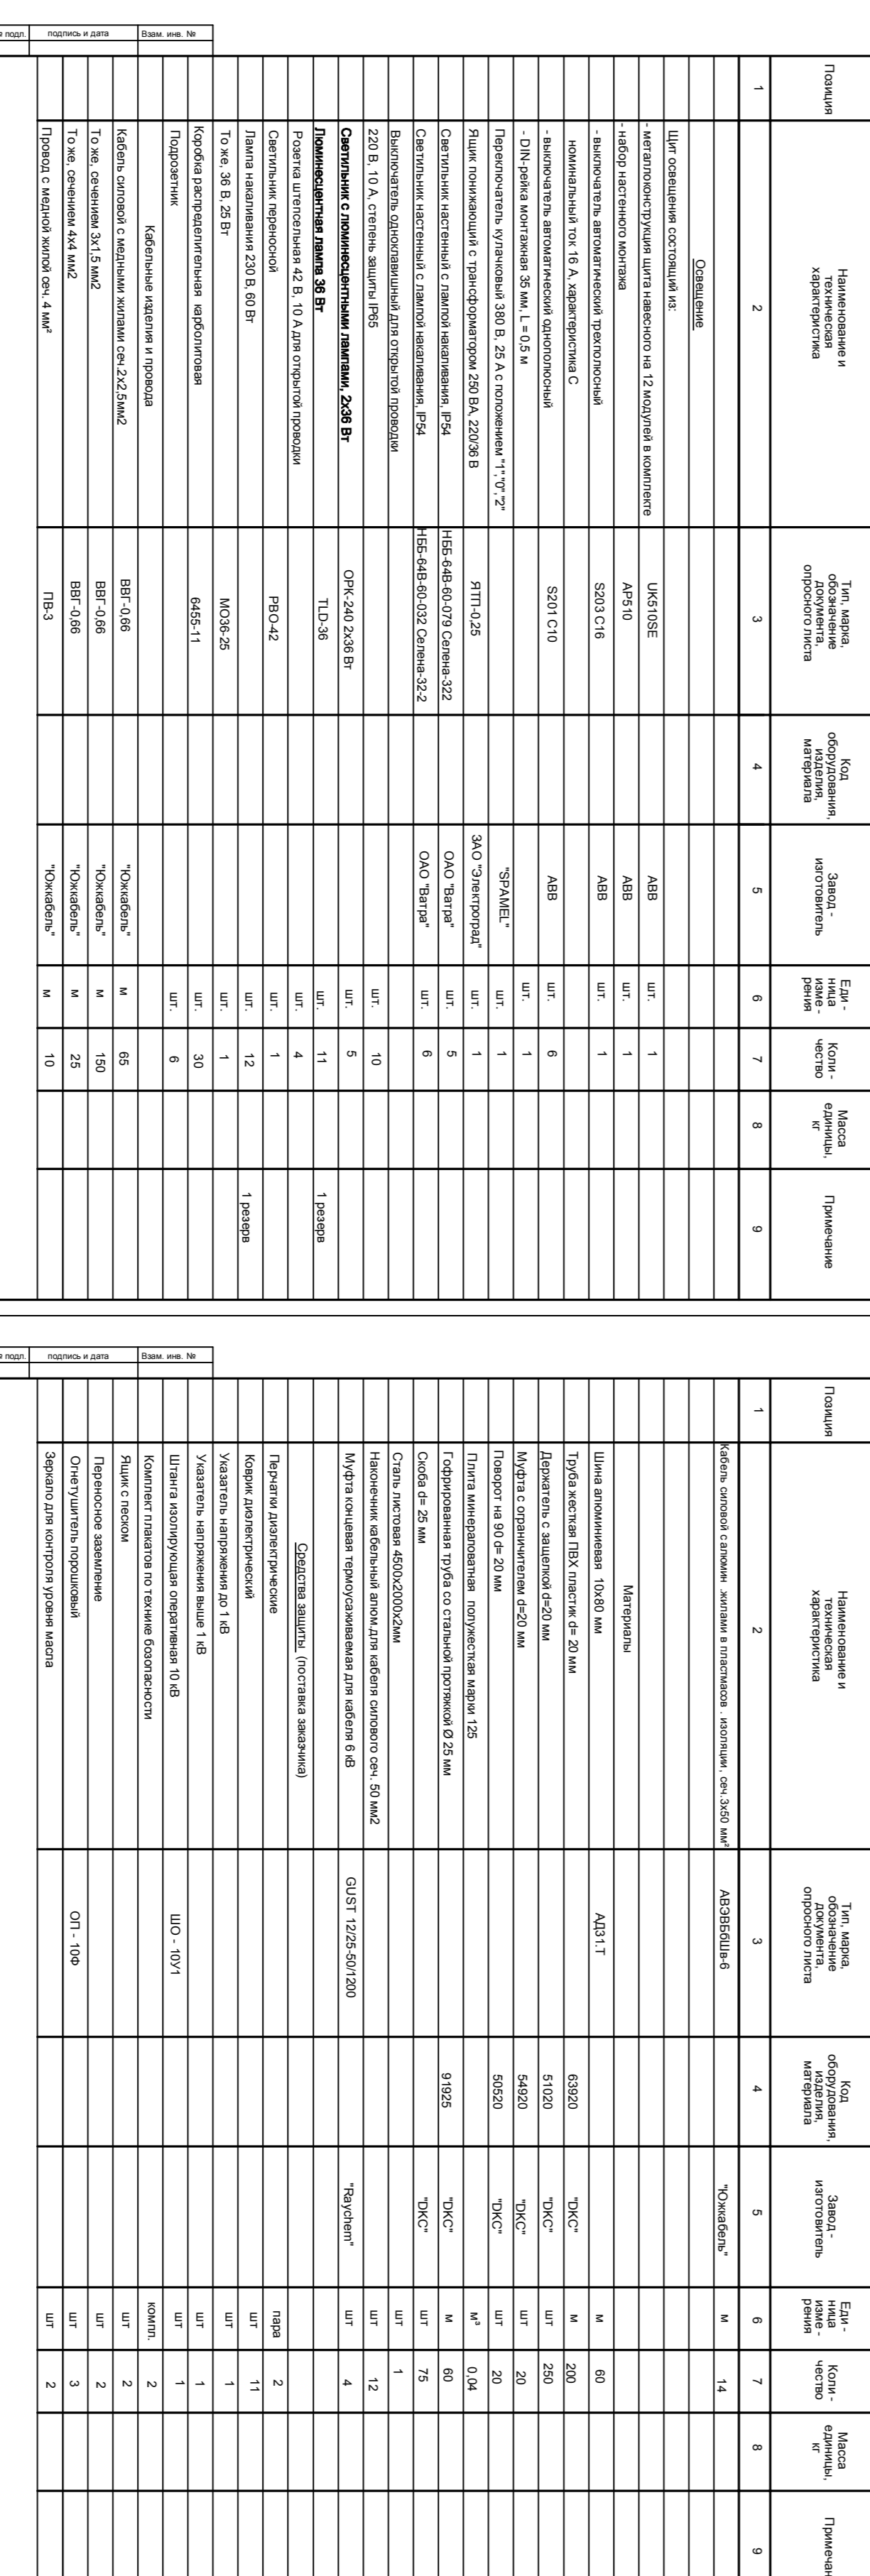 Позиция | Наименование и техническая характеристика | Тип, марка, обозначение документа, опросного листа | Код оборудования, изделия, материала | Завод - изготовитель | Еди - ница изме - рения | Коли - чество | Масса единицы, кг | Примечание
1 | 2 | 3 | 4 | 5 | 6 | 7 | 8 | 9
Освещение
Щит освещения состоящий из:
- металлоконструкция щита навесного на 12 модулей в комплекте | UK510SE | ABB | шт. | 1
- набор настенного монтажа | AP510 | ABB | шт. | 1
- выключатель автоматический трехполюсный | S203 C16 | ABB | шт. | 1
номинальный ток 16 А, характеристика С
- выключатель автоматический однополюсный | S201 C10 | ABB | шт. | 6
- DIN-рейка монтажная 35 мм, L = 0,5 м | шт. | 1
Переключатель кулачковый 380 В, 25 А с положением "1","0","2" | "SPAMEL" | шт. | 1
Ящик понижающий с трансформатором 250 ВА, 220/36 В | ЯТП-0,25 | ЗАО "Электроград" | шт. | 1
Светильник настенный с лампой накаливания, IP54 | НББ-64В-60-079 Селена-322 | ОАО "Ватра" | шт. | 5
Светильник настенный с лампой накаливания, IP54 | НББ-64В-60-032 Селена-32-2 | ОАО "Ватра" | шт. | 6
Выключатель одноклавишный для открытой проводки
220 В, 10 А, степень защиты IP65 | шт. | 10
Светильник с люминесцентными лампами, 2х36 Вт | ОРК-240 2х36 Вт | шт. | 5
Люминесцентная лампа 36 Вт | TLD-36 | шт. | 11 | 1 резерв
Розетка штепсельная 42 В, 10 А для открытой проводки | шт. | 4
Светильник переносной | РВО-42 | шт. | 1
Лампа накаливания 230 В, 60 Вт | шт. | 12 | 1 резерв
То же, 36 В, 25 Вт | МО36-25 | шт. | 1
Коробка распределительная карболитовая | 6455-11 | шт. | 30
Подрозетник | шт. | 6
Кабельные изделия и провода
Кабель силовой с медными жилами сеч.2х2,5мм2 | ВВГ-0,66 | "Южкабель" | м | 65
То же, сечением 3х1,5 мм2 | ВВГ-0,66 | "Южкабель" | м | 150
То же, сечением 4х4 мм2 | ВВГ-0,66 | "Южкабель" | м | 25
Провод с медной жилой сеч. 4 мм² | ПВ-3 | "Южкабель" | м | 10
Взам. инв. №
подпись и дата
№ подл.
Позиция | Наименование и техническая характеристика | Тип, марка, обозначение документа, опросного листа | Код оборудования, изделия, материала | Завод - изготовитель | Еди - ница изме - рения | Коли - чество | Масса единицы, кг
1 | 2 | 3 | 4 | 5 | 6 | 7 | 8 | 9
Кабель силовой с алюмин .жилами в пластмасов . изоляции , сеч.3х50 мм² | АВЭВБбШв-6 | "Южкабель" | м | 14
Материалы
Шина алюминиевая 10х80 мм | АД31.Т | м | 60
Труба жесткая ПВХ пластик d= 20 мм | 63920 | "DKC" | м | 200
Держатель с защелкой d=20 мм | 51020 | "DKC" | шт | 250
Муфта с ограничителем d=20 мм | 54920 | "DKC" | шт | 20
Поворот на 90 d= 20 мм | 50520 | "DKC" | шт | 20
Плита минераловатная полужесткая марки 125 | м³ | 0,04
Гофрированная труба со стальной протяжкой Ø 25 мм | 91925 | "DKC" | м | 60
Скоба d= 25 мм | "DKC" | шт | 75
Сталь листовая 4500х2000х2мм | шт | 1
Наконечник кабельный алюм.для кабеля силового сеч. 50 мм2 | шт | 12
Муфта концевая термоусаживаемая для кабеля 6 кВ | GUST 12/25-50/1200 | "Raychem" | шт | 4
Средства защиты (поставка заказчика)
Перчатки диэлектрические | пара | 2
Коврик диэлектрический | шт | 11
Указатель напряжения до 1 кВ | шт | 1
Указатель напряжения выше 1 кВ | шт | 1
Штанга изолирующая оперативная 10 кВ | ШО - 10У1 | шт | 1
Комплект плакатов по технике бозопасности | компл. | 2
Ящик с песком | шт | 2
Переносное заземление | шт | 2
Огнетушитель порошковый | ОП - 10Ф | шт | 3
Зеркало для контроля уровня масла | шт | 2
Взам. инв. №
подпись и дата
№ подл.